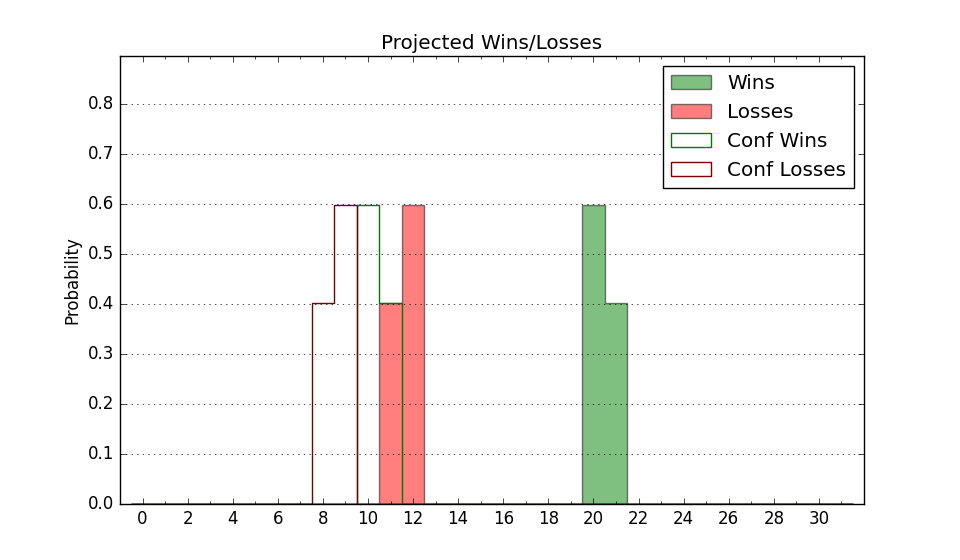 Projected Wins/Losses
Wins
Losses
Conf Wins
Conf Losses
Probability
0.8
0.7
0.6
0.5
0.4
0.3
0.2
0.1
0.0
0 2 4 6 8 10 12 14 16 18 20 22 24 26 28 30